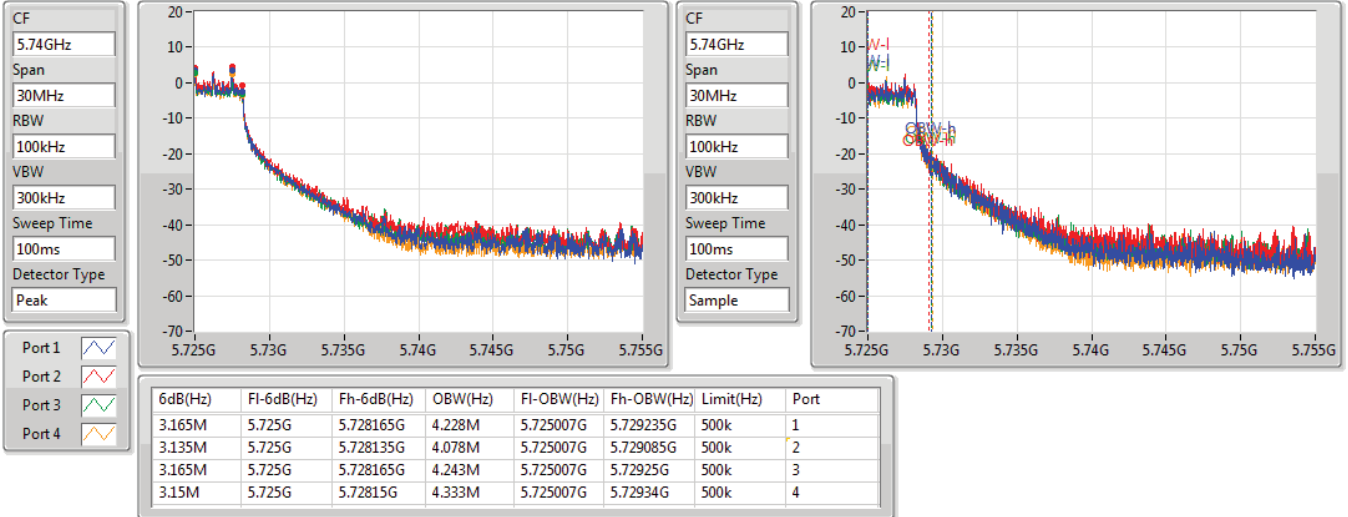 CF
5.74GHz
Span
30MHz
RBW
100kHz
VBW
300kHz
Sweep Time
100ms
Detector Type
Peak
20
10
0
-10
-20
-30
-40
-50
-60
-70
5.725G 5.73G 5.735G 5.74G 5.745G 5.75G 5.755G
CF
5.74GHz
Span
30MHz
RBW
100kHz
VBW
300kHz
Sweep Time
100ms
Detector Type
Sample
20
10
0
-10
-20
-30
-40
-50
-60
-70
W-l
W-l
OBW-h
OBW-h
5.725G 5.73G 5.735G 5.74G 5.745G 5.75G 5.755G
Port 1
Port 2
Port 3
Port 4
6dB(Hz) Fl-6dB(Hz) Fh-6dB(Hz) OBW(Hz) Fl-OBW(Hz) Fh-OBW(Hz) Limit(Hz) Port
3.165M 5.725G 5.728165G 4.228M 5.725007G 5.729235G 500k 1
3.135M 5.725G 5.728135G 4.078M 5.725007G 5.729085G 500k 2
3.165M 5.725G 5.728165G 4.243M 5.725007G 5.72925G 500k 3
3.15M 5.725G 5.72815G 4.333M 5.725007G 5.72934G 500k 4